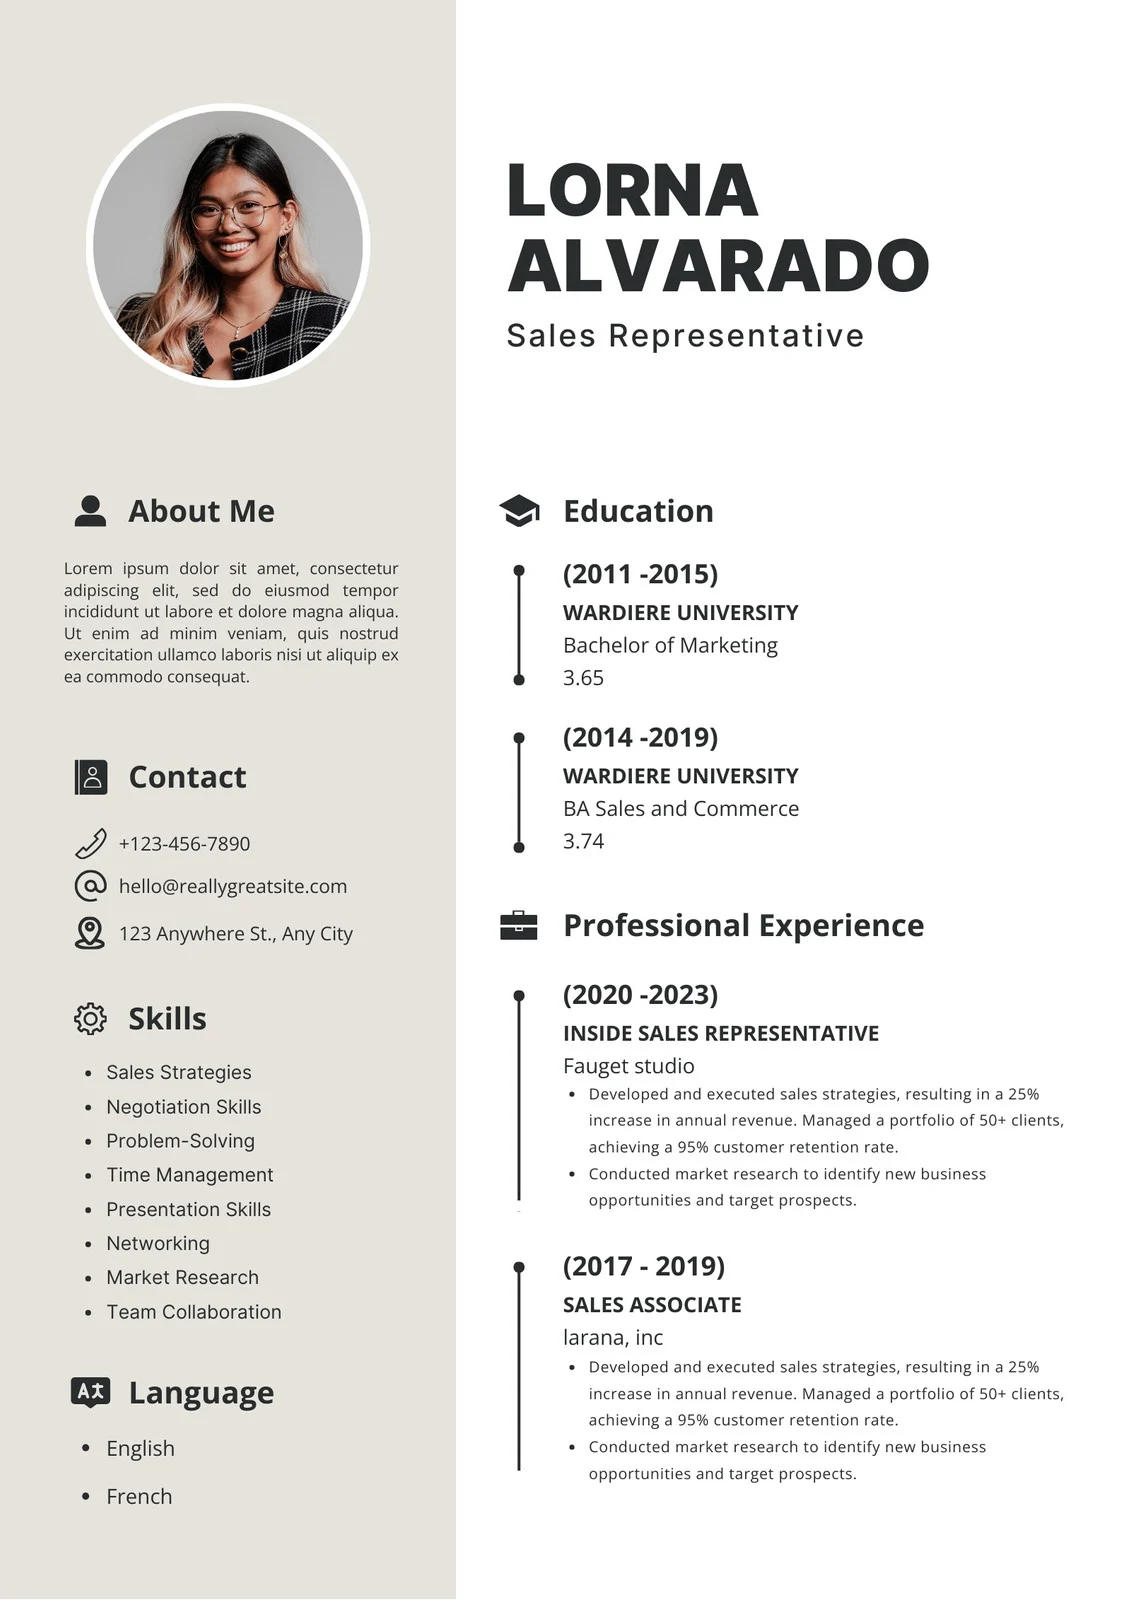 LORNA
ALVARADO
Sales Representative
About Me
Lorem ipsum dolor sit amet, consectetur
adipiscing elit, sed do eiusmod tempor
incididunt ut labore et dolore magna aliqua.
Ut enim ad minim veniam, quis nostrud
exercitation ullamco laboris nisi ut aliquip ex
ea commodo consequat.
Contact
+123-456-7890
hello@reallygreatsite.com
123 Anywhere St., Any City
Skills
• Sales Strategies
• Negotiation Skills
• Problem-Solving
• Time Management
• Presentation Skills
• Networking
• Market Research
• Team Collaboration
Language
• English
• French
Education
(2011 -2015)
WARDIERE UNIVERSITY
Bachelor of Marketing
3.65
(2014 -2019)
WARDIERE UNIVERSITY
BA Sales and Commerce
3.74
Professional Experience
(2020 -2023)
INSIDE SALES REPRESENTATIVE
Fauget studio
• Developed and executed sales strategies, resulting in a 25%
increase in annual revenue. Managed a portfolio of 50+ clients,
achieving a 95% customer retention rate.
• Conducted market research to identify new business
opportunities and target prospects.
(2017 - 2019)
SALES ASSOCIATE
larana, inc
• Developed and executed sales strategies, resulting in a 25%
increase in annual revenue. Managed a portfolio of 50+ clients,
achieving a 95% customer retention rate.
• Conducted market research to identify new business
opportunities and target prospects.